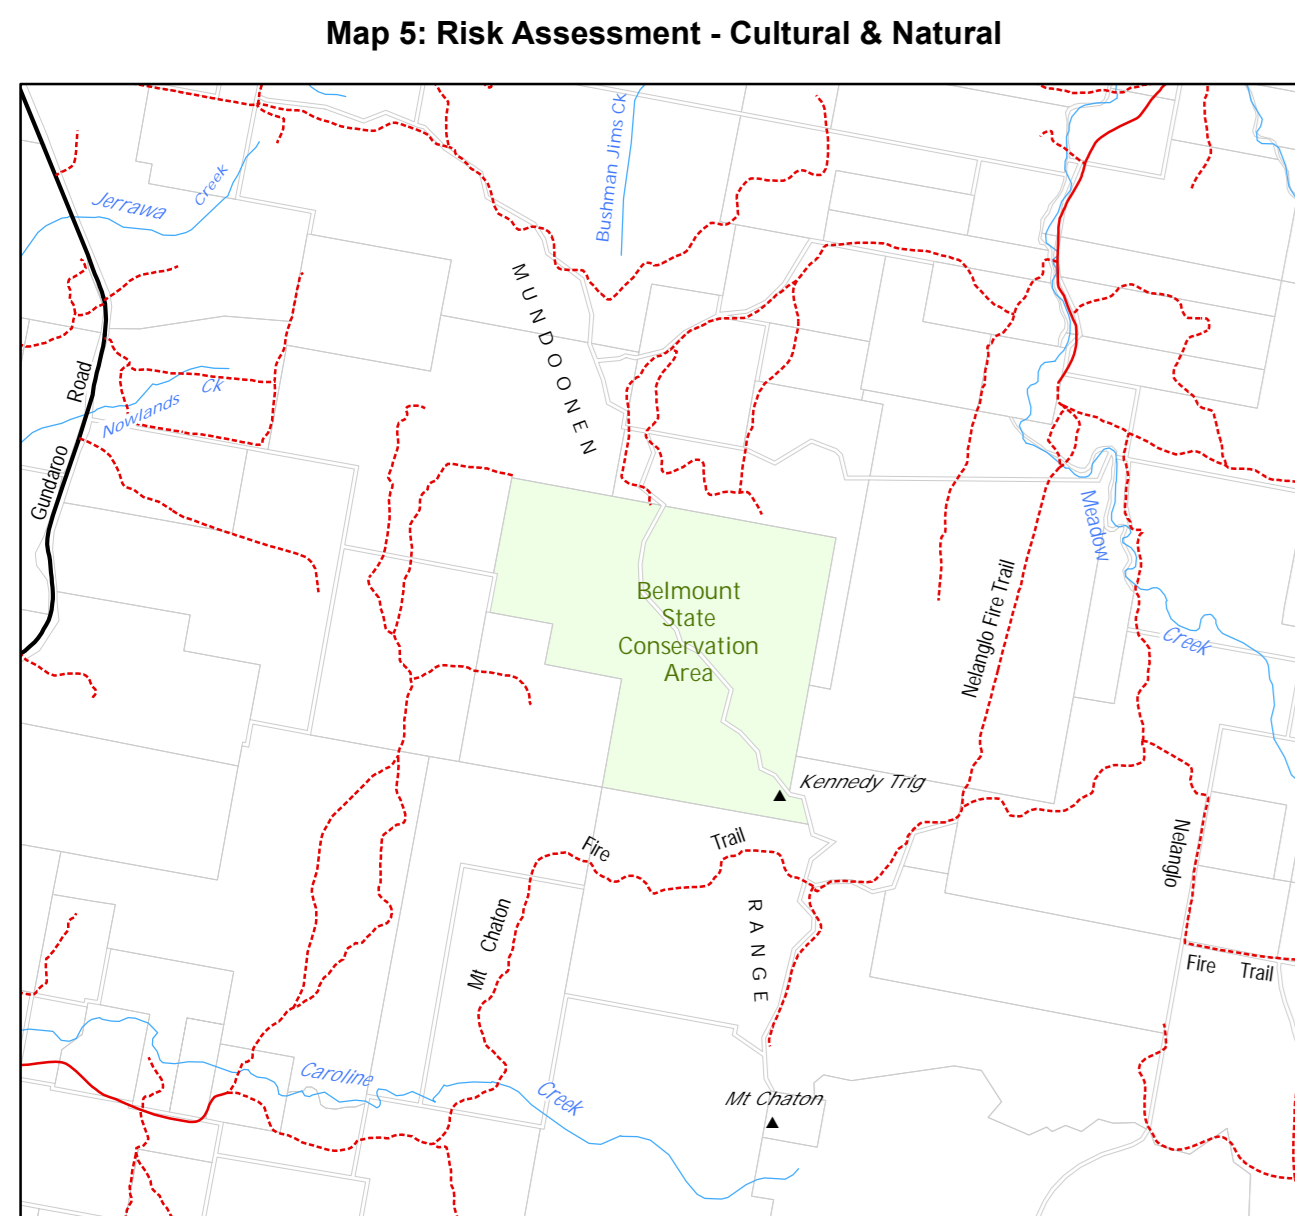 Map 5: Risk Assessment - Cultural & Natural
Bushman Jims Ck
Jerrawa
Creek
MUNDOONEN
Gundaroo
Road
Nowlands
Ck
Meadow
Creek
Belmount
State
Conservation
Area
Nelanglo Fire Trail
Kennedy Trig
Fire
Trail
Mt
Chaton
RANGE
Nelanglo
Fire
Trail
Caroline
Creek
Mt Chaton